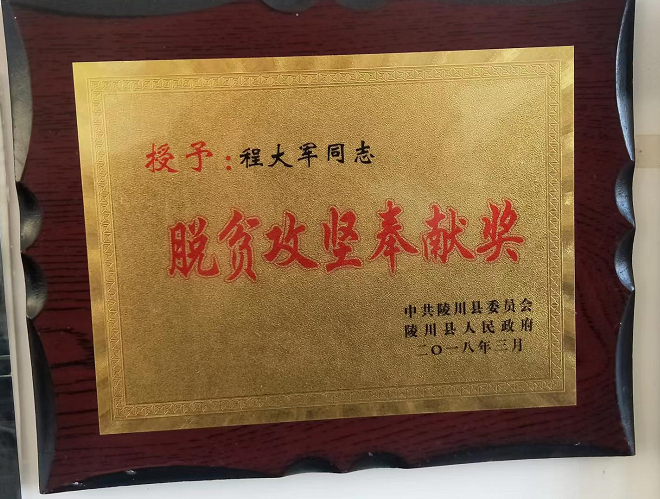 授予:程大军同志
脱贫攻坚奉献奖
中共陵川县委员会
陵川县人民政府
二〇一八年三月